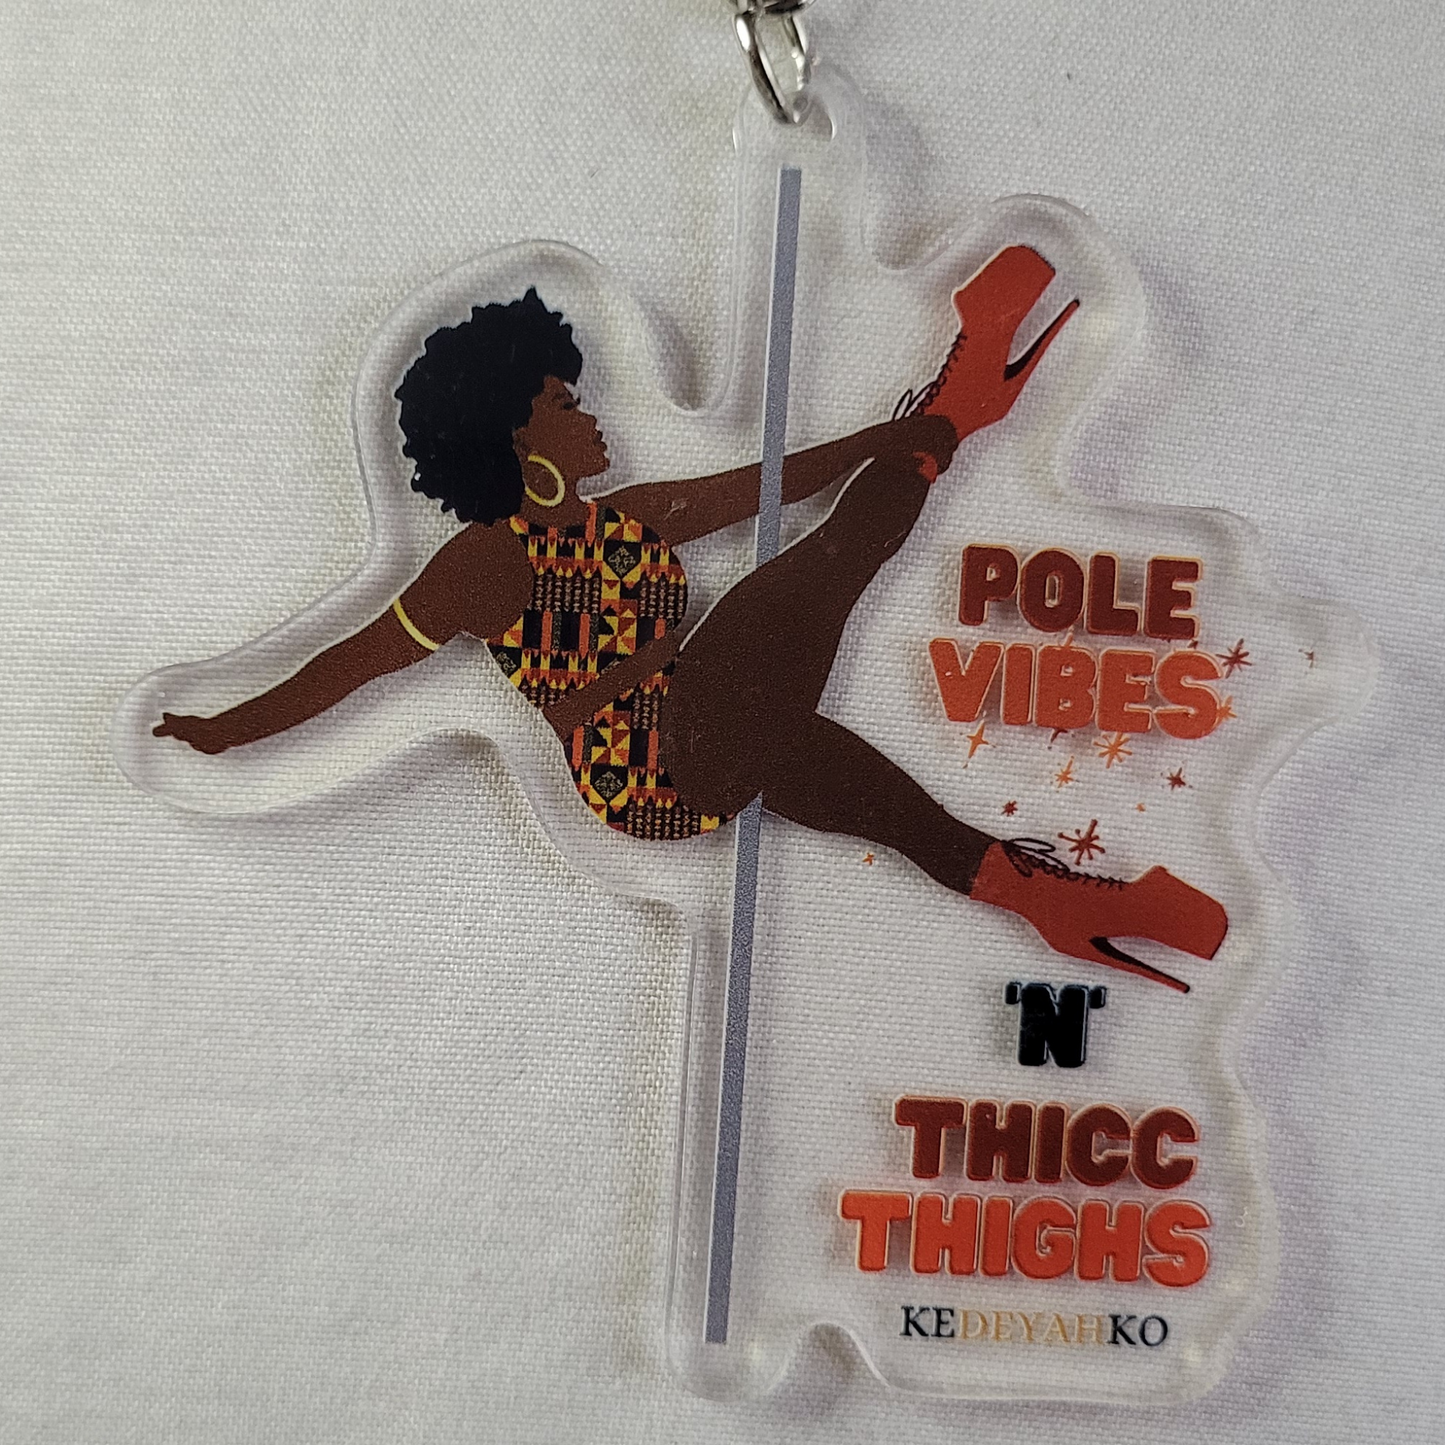 POLE
VIBES
'N'
THICC
THIGHS
KEDEYAHKO